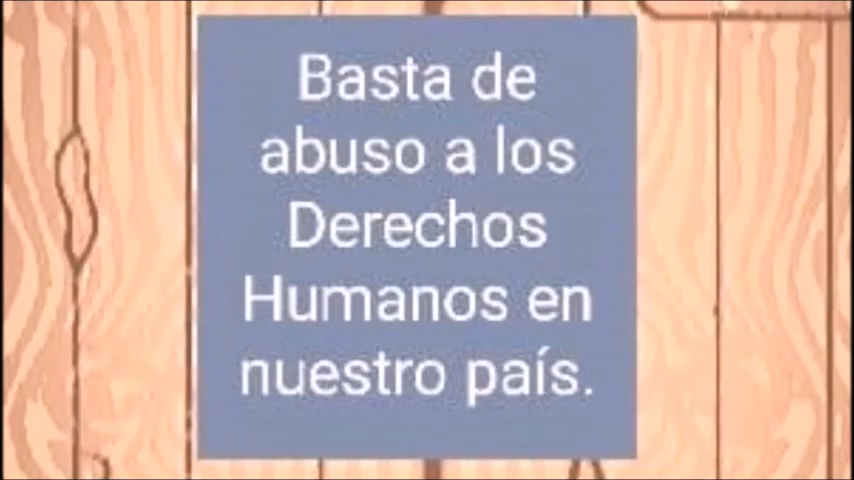 Basta de
abuso a los
Derechos
Humanos en
nuestro país.